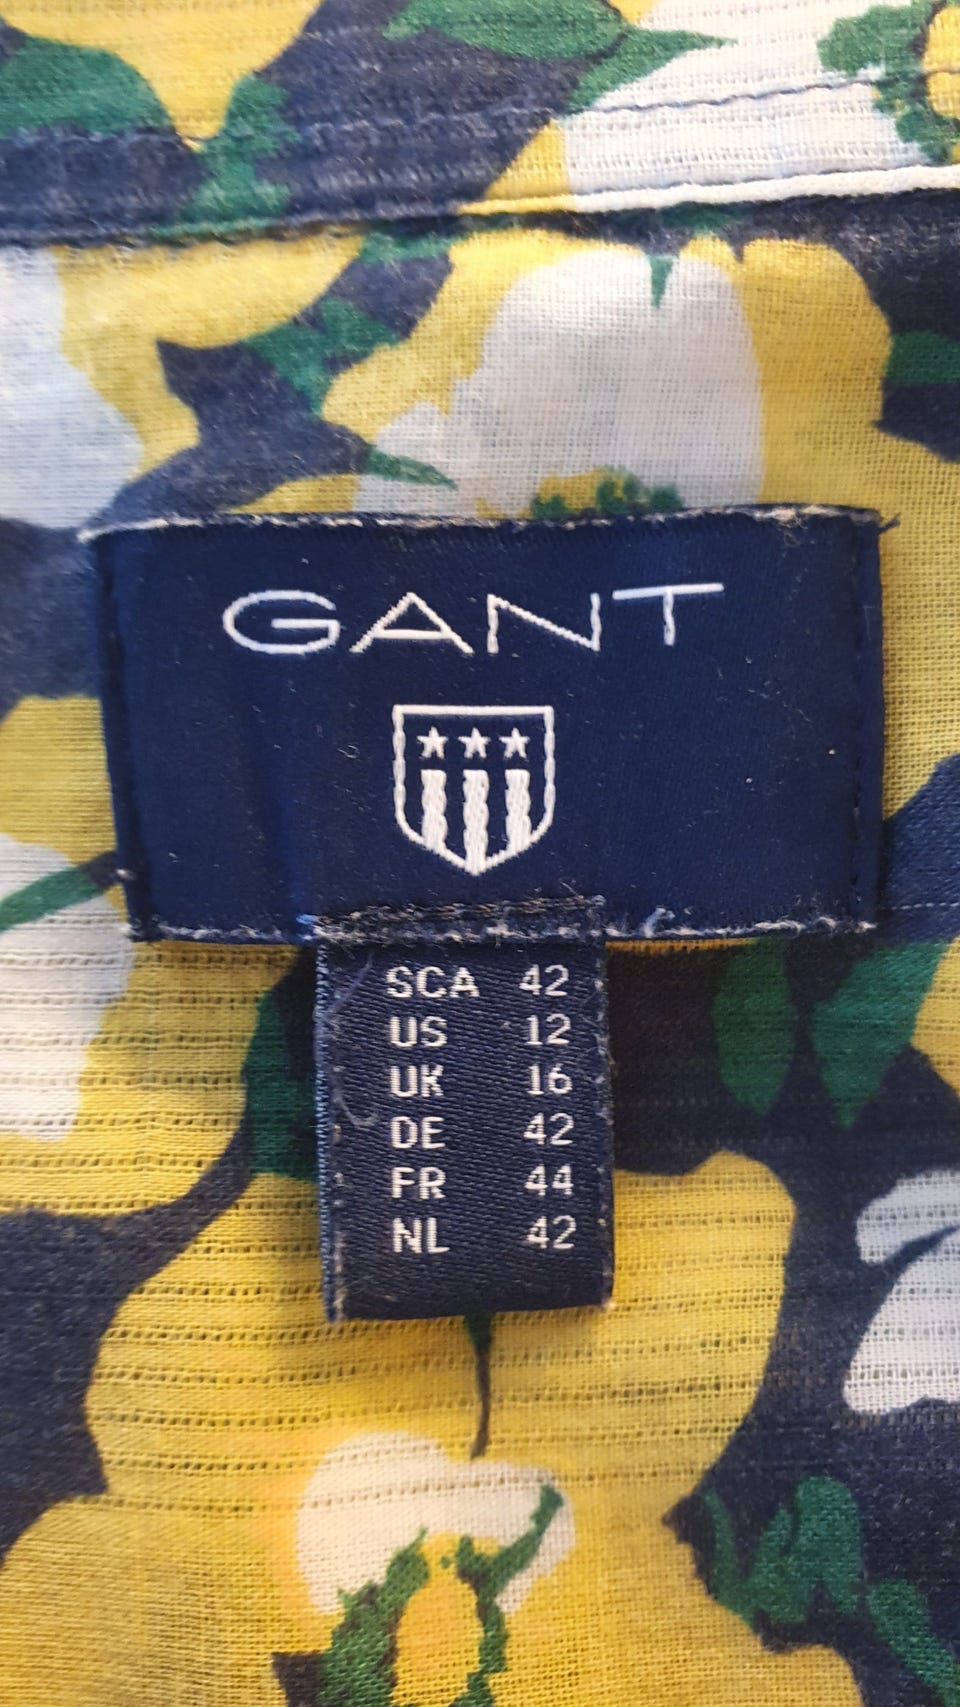 GANT
SCA 42
US 12
UK 16
DE 42
FR 44
NL 42